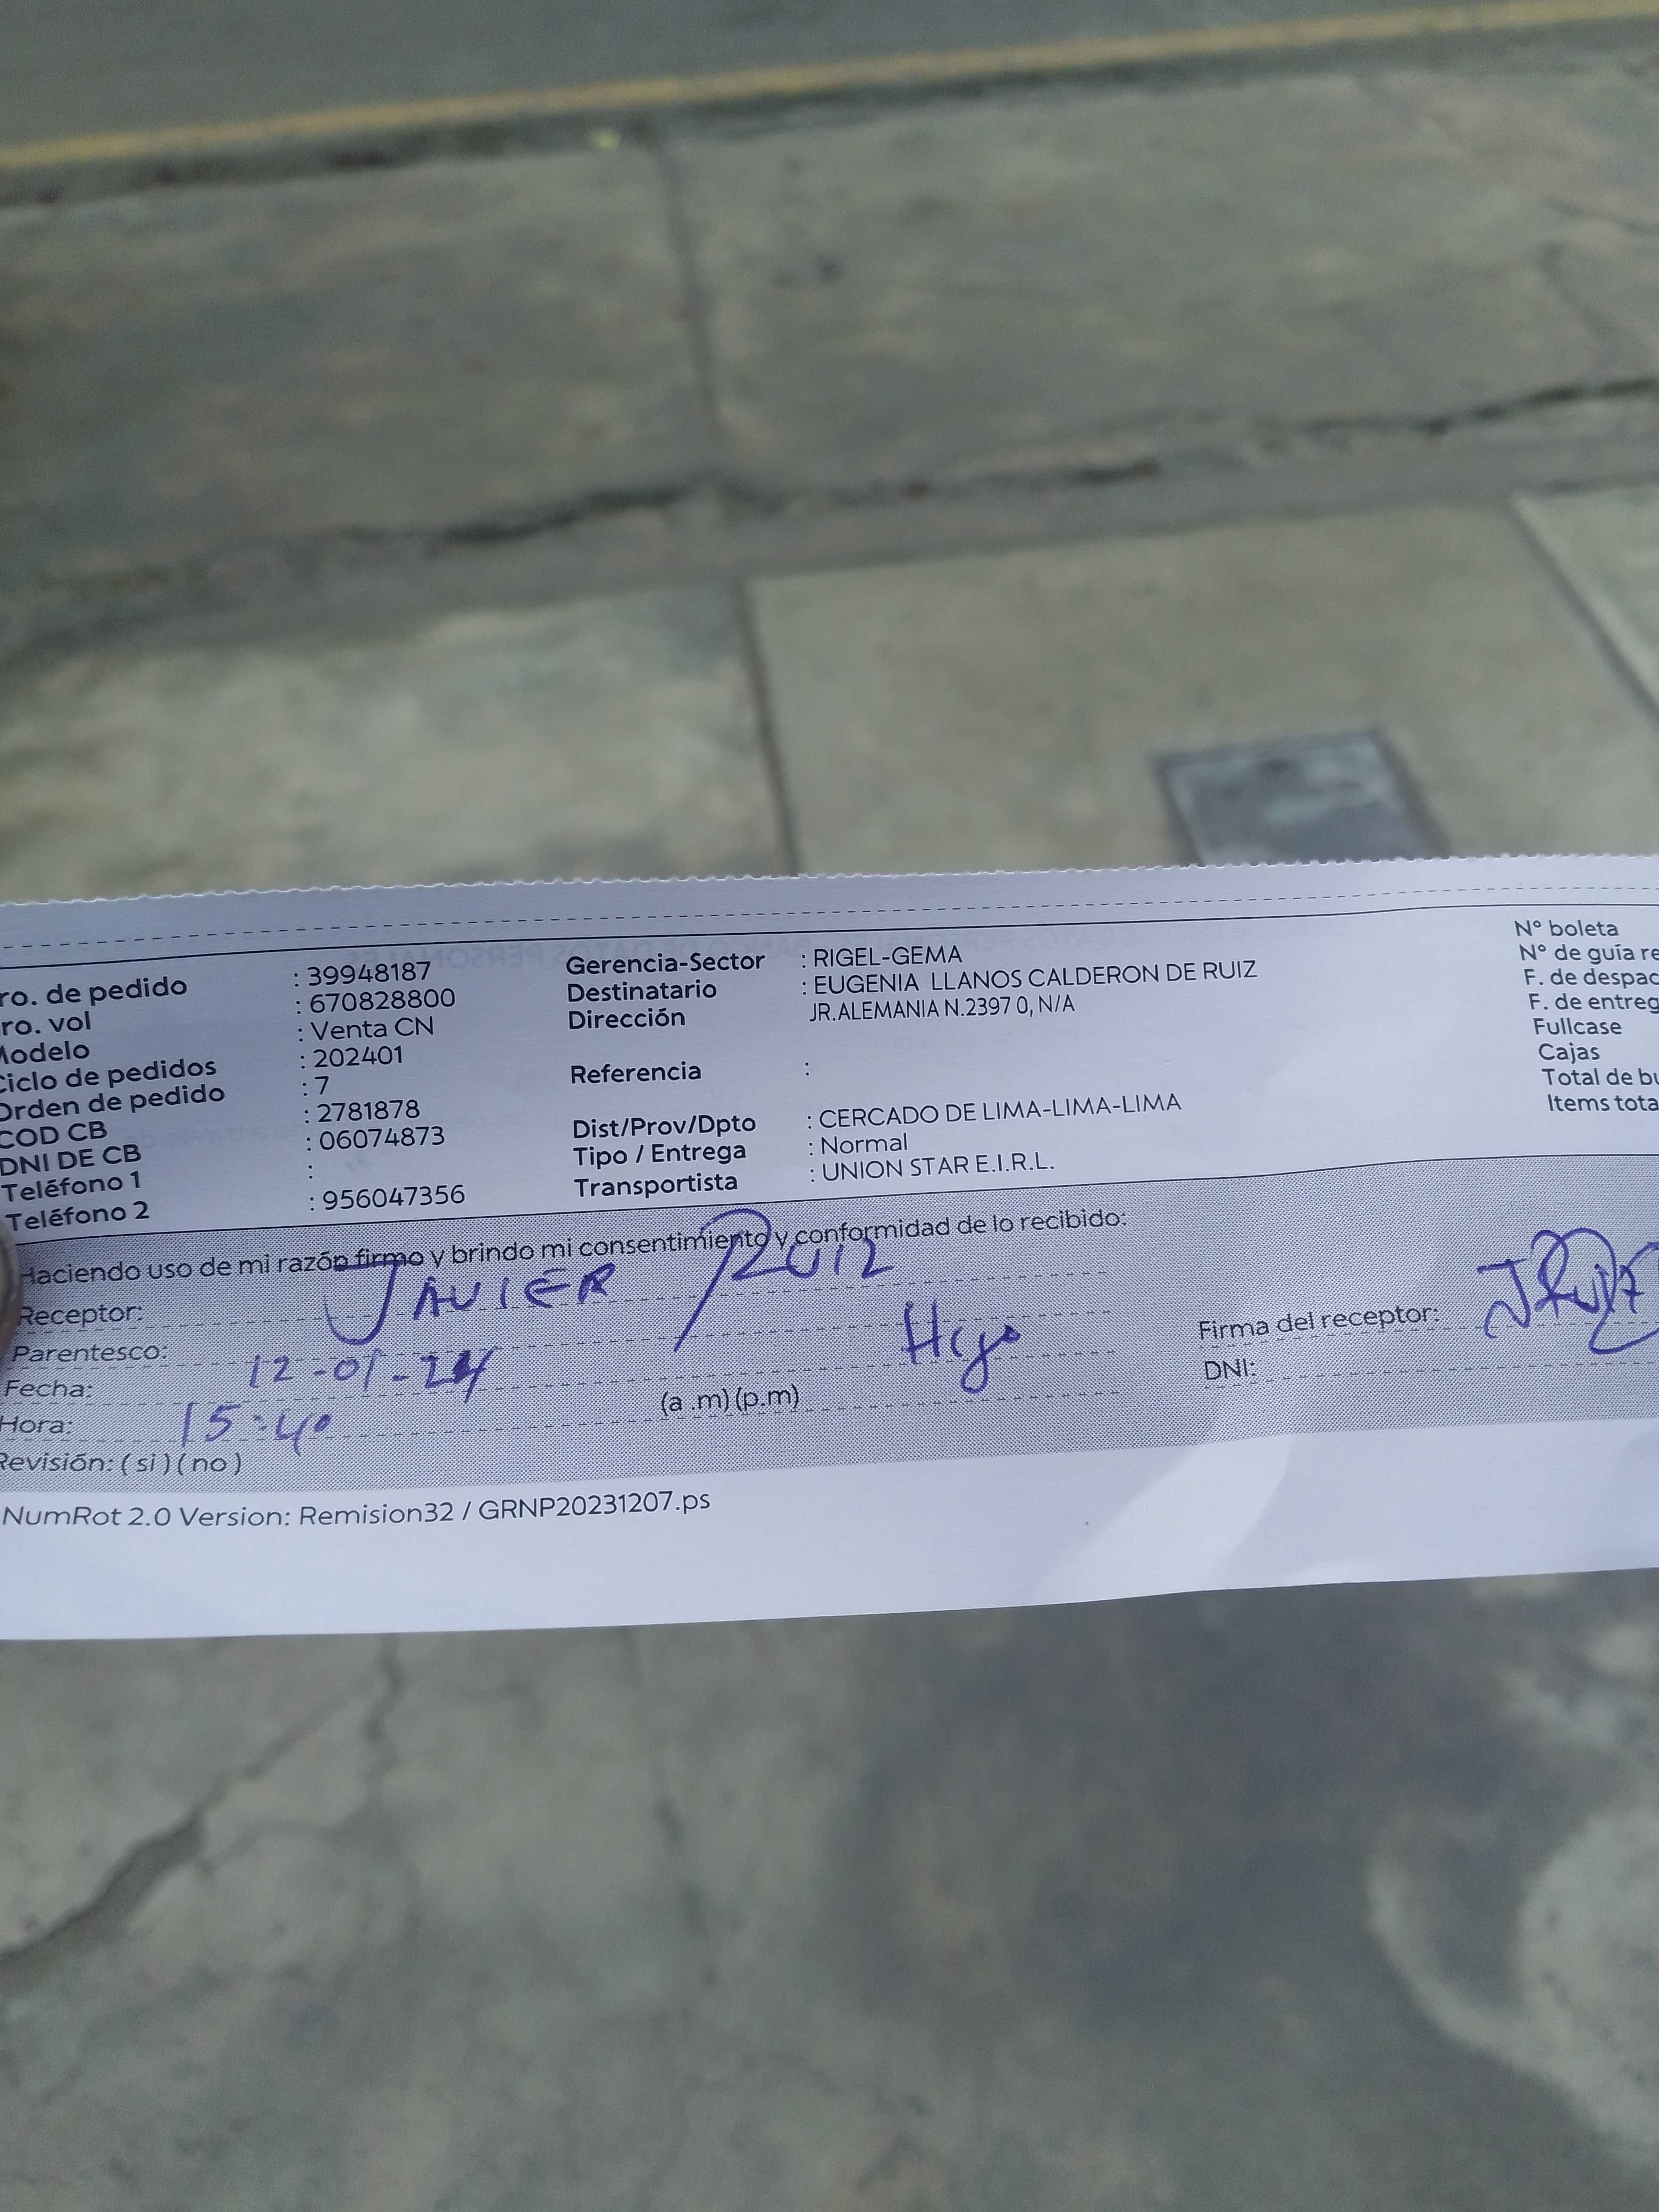 ro. de pedido : 39948187 Gerencia-Sector : RIGEL-GEMA Nº boleta
ro. vol : 670828800 Destinatario : EUGENIA LLANOS CALDERON DE RUIZ Nº de guía re
Modelo : Venta CN Dirección JR.ALEMANIA N.2397 0, N/A F. de despac
Ciclo de pedidos : 202401 F. de entreg
Orden de pedido : 7 Referencia : Fullcase
COD CB : 2781878 Cajas
DNI DE CB : 06074873 Dist/Prov/Dpto : CERCADO DE LIMA-LIMA-LIMA Total de bu
Teléfono 1 : Tipo / Entrega : Normal Items tota
Teléfono 2 : 956047356 Transportista : UNION STAR E.I.R.L.
Haciendo uso de mi razón firmo y brindo mi consentimiento y conformidad de lo recibido:
Receptor: JAVIER RUIZ
Parentesco: Hijo Firma del receptor: JRuiz
Fecha: 12-01-24 DNI:
Hora: 15:40 (a .m) (p.m)
Revisión: ( si ) ( no )
NumRot 2.0 Version: Remision32 / GRNP20231207.ps